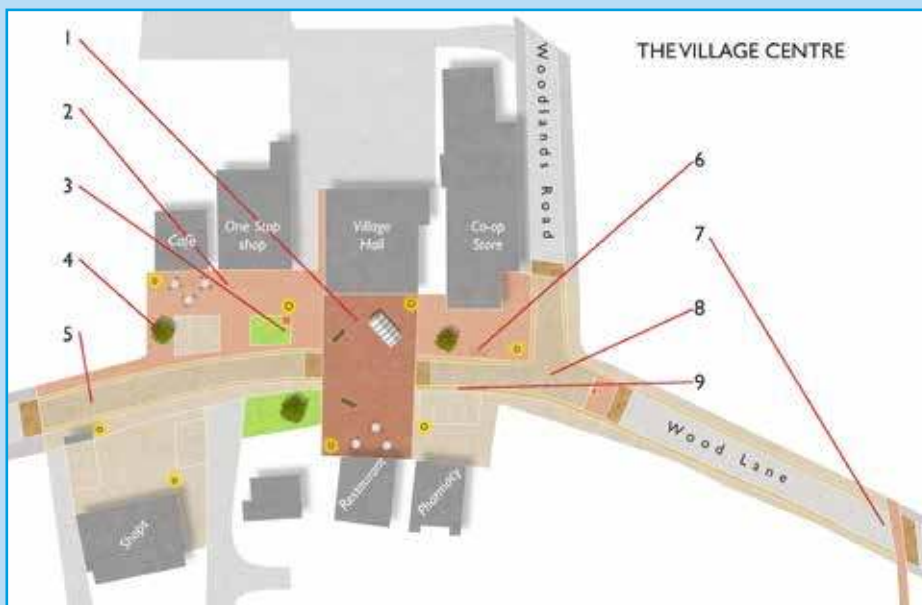 THE VILLAGE CENTRE
1
2
3
4
5
6
7
8
9
Woodlands Road
Cafe
One Stop
shop
Village
Hall
Co-op
Store
Wood Lane
Restaurant
Pharmacy
Shops